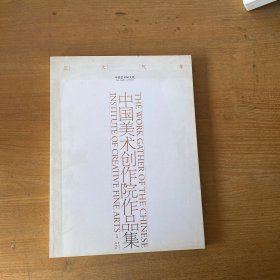 中国美术创作院作品集
THE WORK GATHER OF THE CHINESE
INSTITUTE OF CREATIVE FINE ARTS